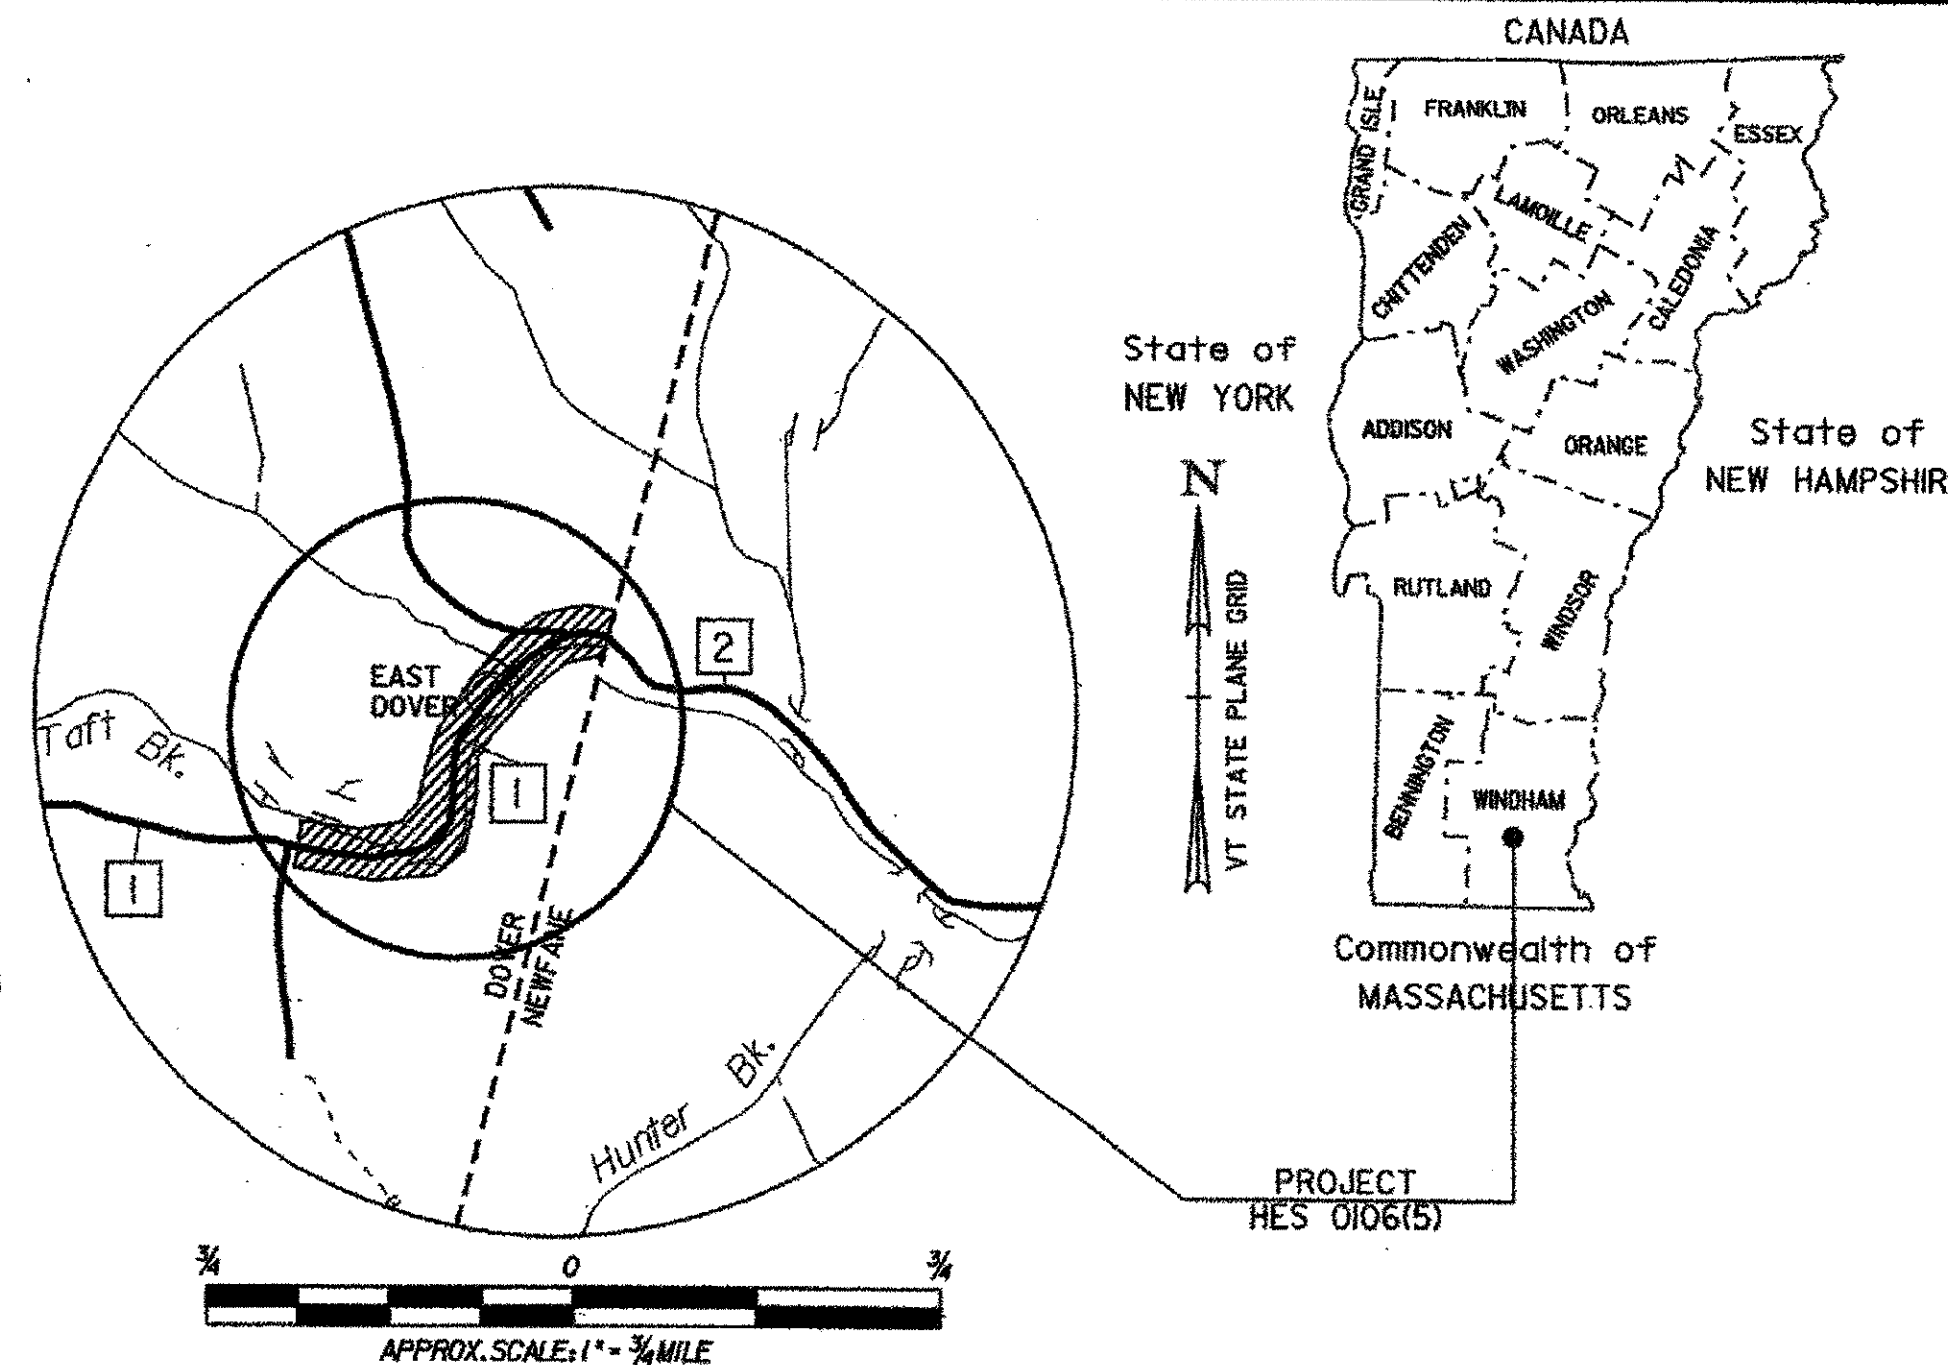 CANADA
GRAND ISLE
FRANKLIN
ORLEANS
ESSEX
LAMOILLE
CHITTENDEN
CALEDONIA
WASHINGTON
State of
NEW YORK
ADDISON
ORANGE
State of
NEW HAMPSHIR
N
VT STATE PLANE GRID
RUTLAND
WINDSOR
BENNINGTON
WINDHAM
Commonwealth of
MASSACHUSETTS
2
EAST
DOVER
Taft Bk.
1
1
DOVER
NEWFANE
Hunter Bk.
PROJECT
HES 0106(5)
3/4 0 3/4
APPROX. SCALE: 1" = 3/4 MILE